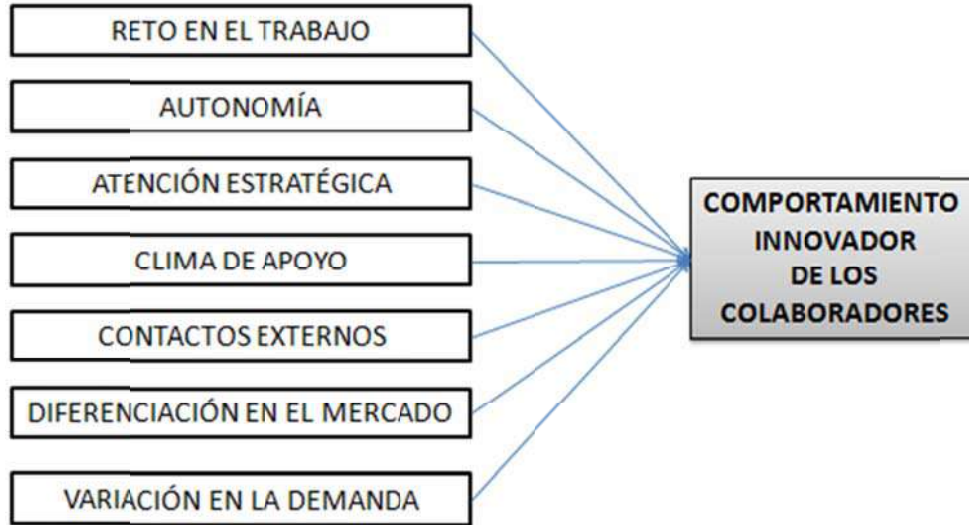 RETO EN EL TRABAJO
AUTONOMÍA
ATENCIÓN ESTRATÉGICA
CLIMA DE APOYO
CONTACTOS EXTERNOS
DIFERENCIACIÓN EN EL MERCADO
VARIACIÓN EN LA DEMANDA
COMPORTAMIENTO
INNOVADOR
DE LOS
COLABORADORES